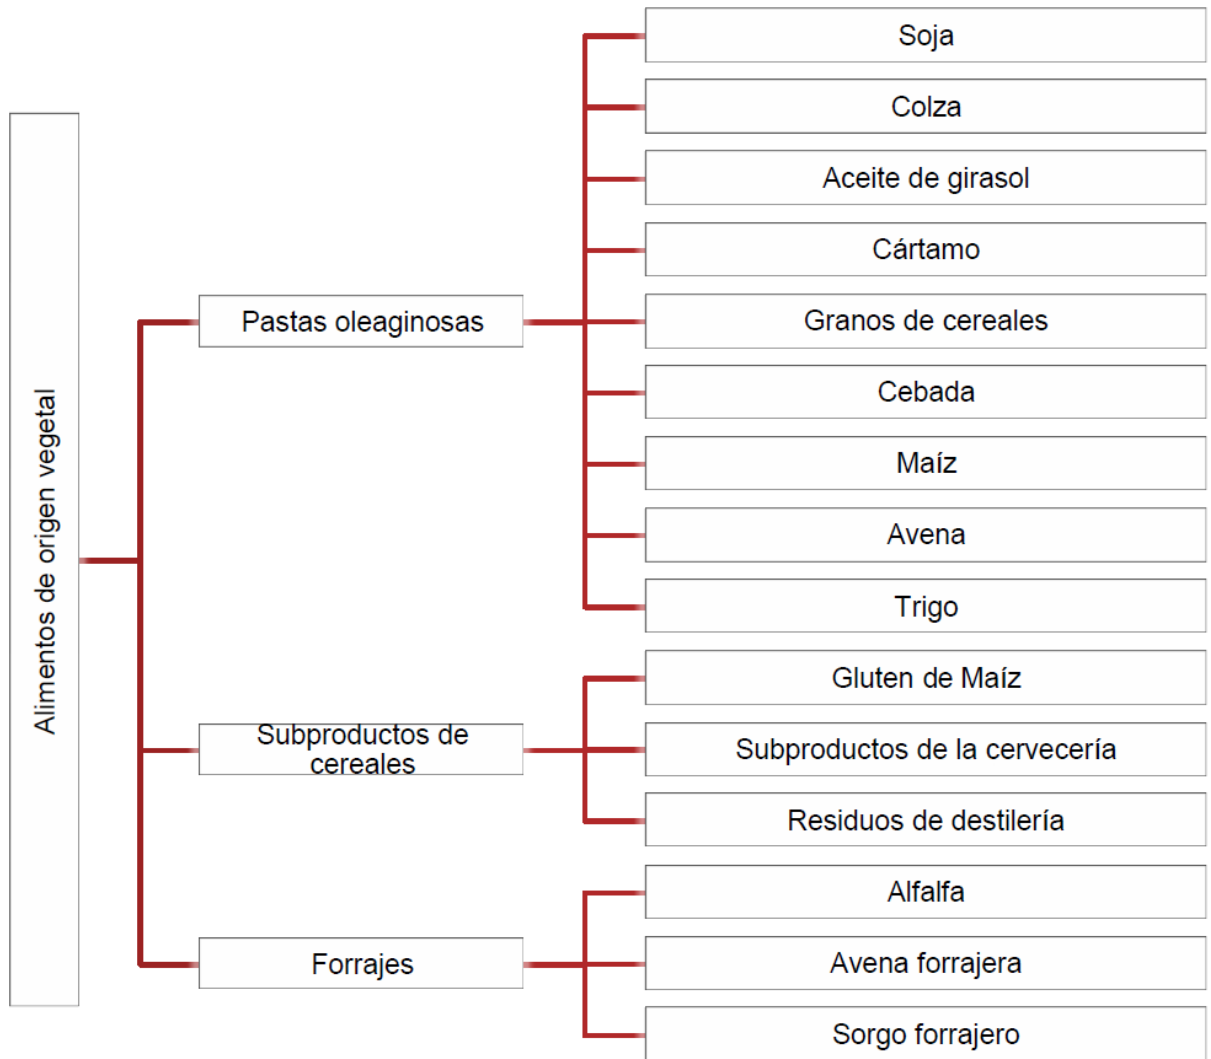 Alimentos de origen vegetal
Pastas oleaginosas
Soja
Colza
Aceite de girasol
Cártamo
Granos de cereales
Cebada
Maíz
Avena
Trigo
Subproductos de
cereales
Gluten de Maíz
Subproductos de la cervecería
Residuos de destilería
Forrajes
Alfalfa
Avena forrajera
Sorgo forrajero